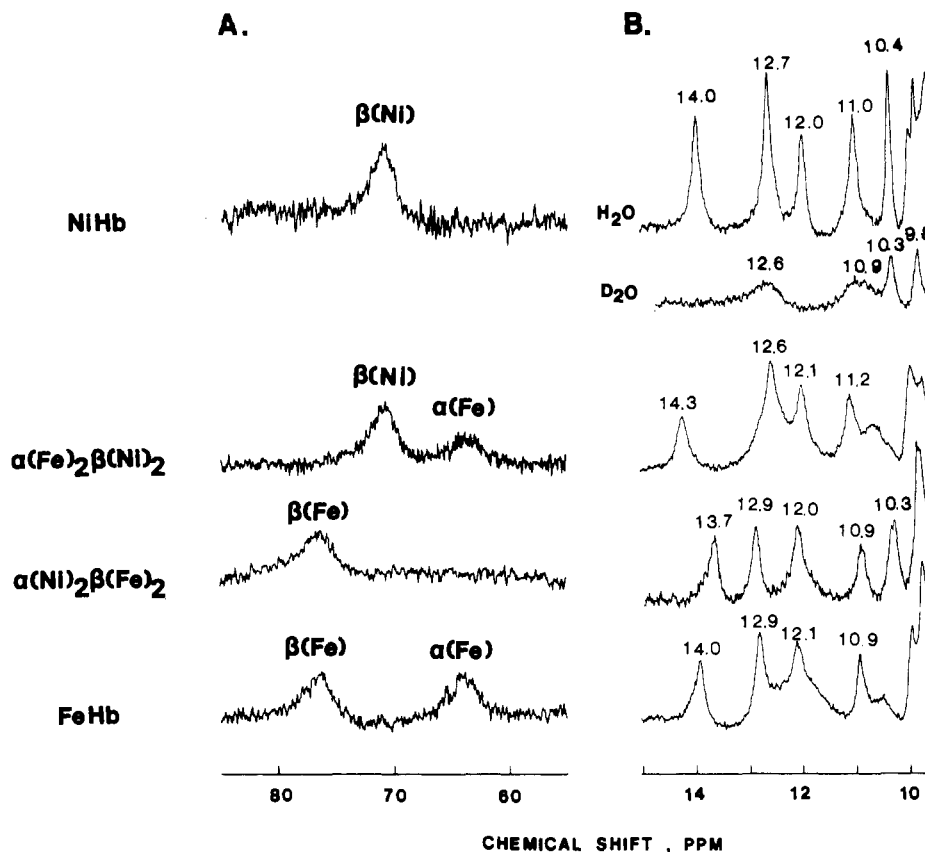 A.
B.
β(Ni)
NiHb
14.0
12.7
12.0
11.0
10.4
H₂O
12.6
10.9
10.3
9.8
D₂O
β(Ni)
α(Fe)
α(Fe)₂β(Ni)₂
14.3
12.6
12.1
11.2
β(Fe)
α(Ni)₂β(Fe)₂
13.7
12.9
12.0
10.9
10.3
β(Fe)
α(Fe)
FeHb
14.0
12.9
12.1
10.9
80 70 60
14 12 10
CHEMICAL SHIFT , PPM